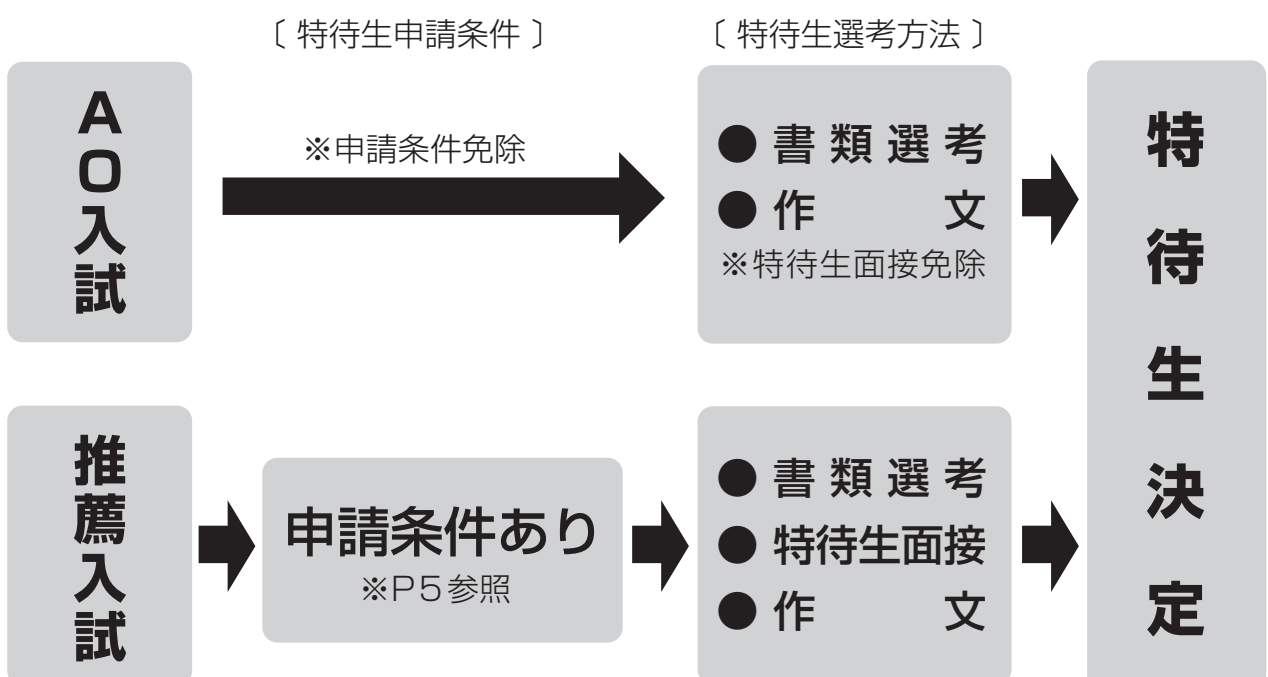 〔 特待生申請条件 〕
〔 特待生選考方法 〕
AO入試
※申請条件免除
● 書類選考
● 作文
※特待生面接免除
推薦入試
申請条件あり
※P5参照
● 書類選考
● 特待生面接
● 作文
特待生決定